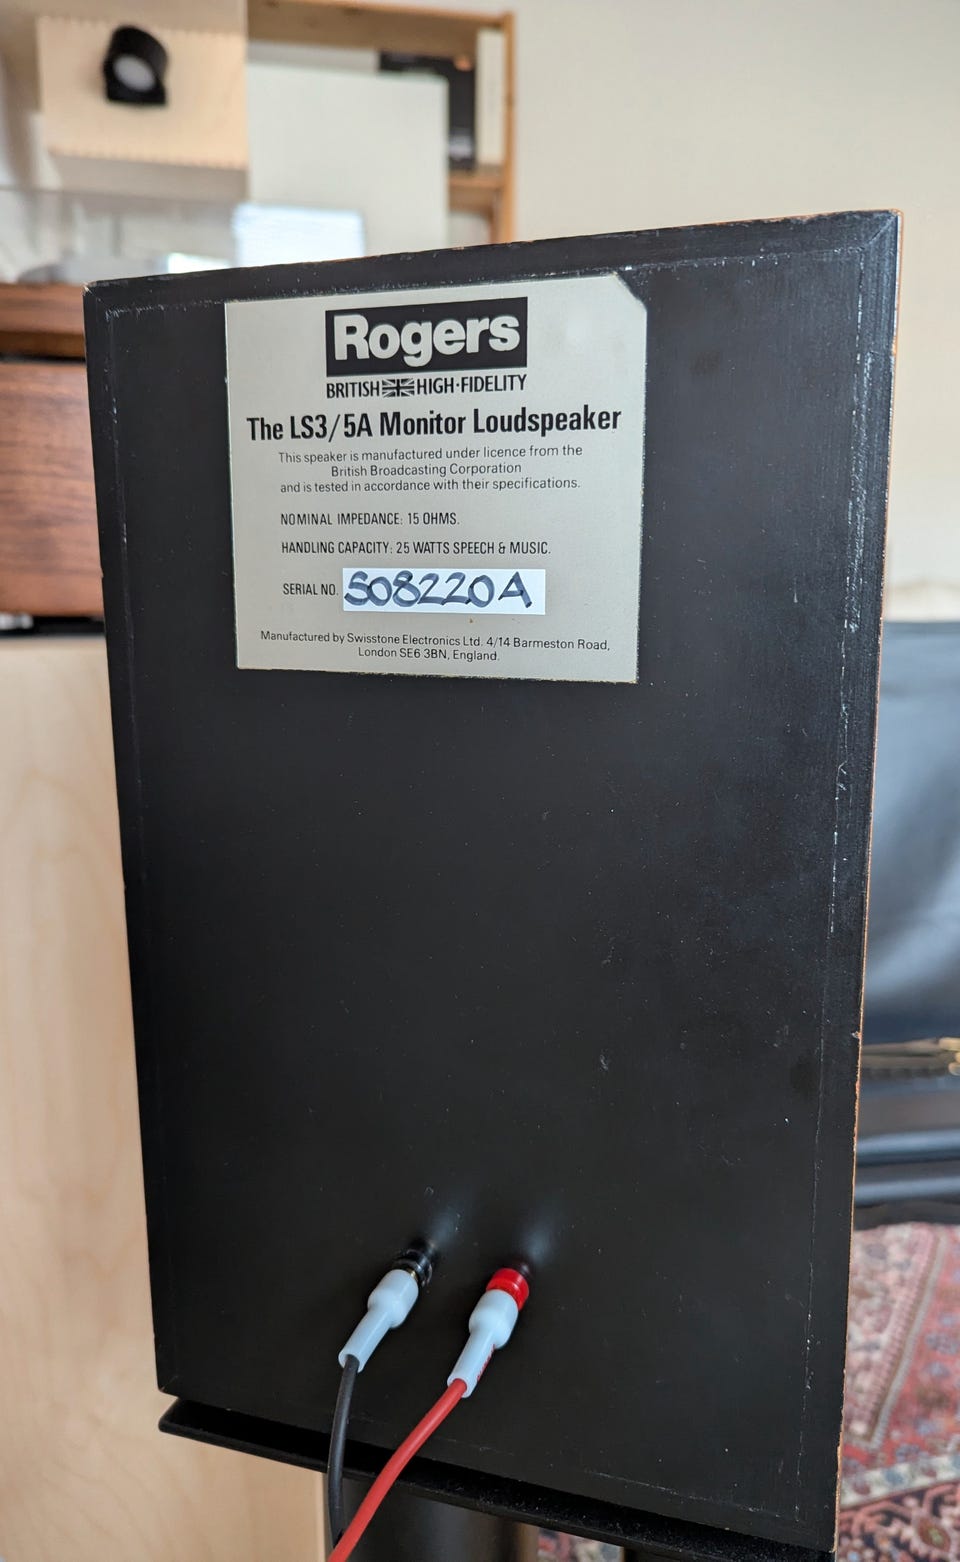 Rogers
BRITISH HIGH·FIDELITY
The LS3/5A Monitor Loudspeaker
This speaker is manufactured under licence from the
British Broadcasting Corporation
and is tested in accordance with their specifications.
NOMINAL IMPEDANCE: 15 OHMS.
HANDLING CAPACITY: 25 WATTS SPEECH & MUSIC.
SERIAL NO. S08220A
Manufactured by Swisstone Electronics Ltd. 4/14 Barmeston Road,
London SE6 3BN, England.